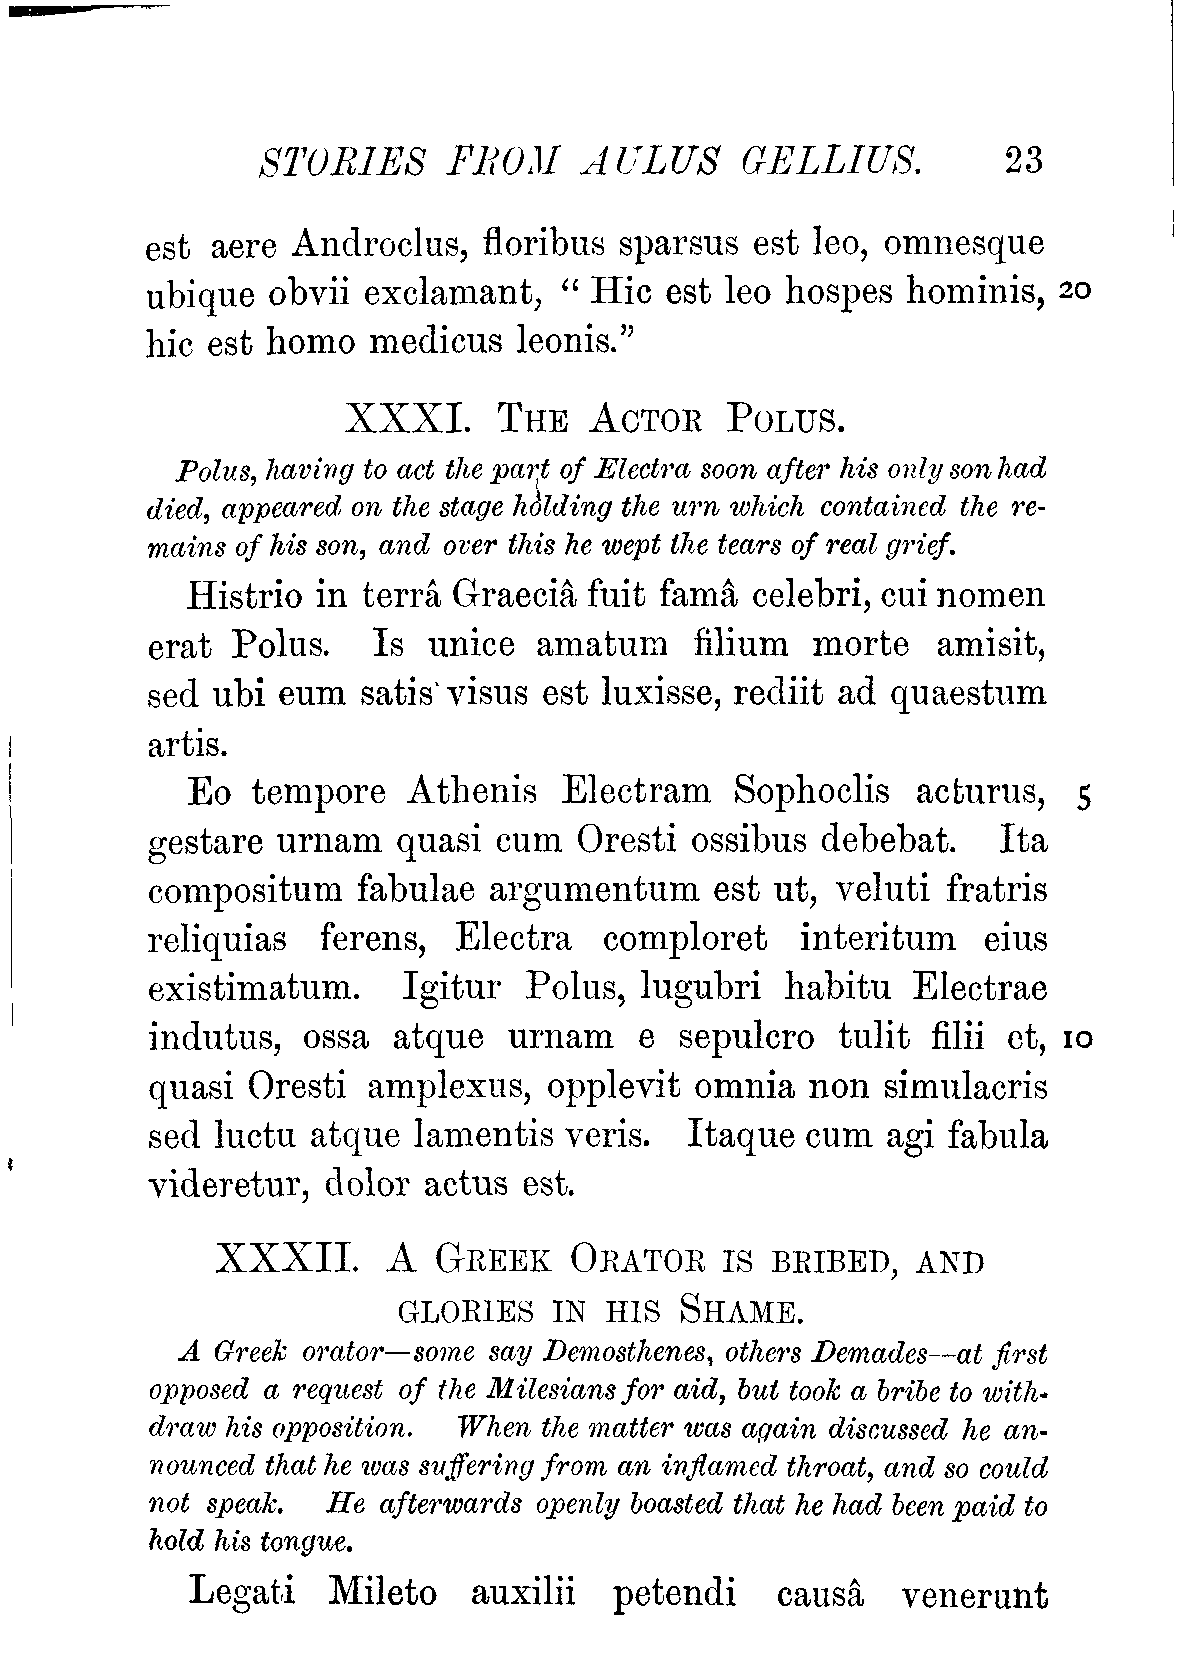 STORIES FROM AULUS GELLIUS. 23
est aere Androclus, floribus sparsus est leo, omnesque
ubique obvii exclamant, “ Hic est leo hospes hominis, 20
hic est homo medicus leonis.”
XXXI. THE ACTOR POLUS.
Polus, having to act the part of Electra soon after his only son had
died, appeared on the stage holding the urn which contained the re-
mains of his son, and over this he wept the tears of real grief.
Histrio in terrâ Graeciâ fuit famâ celebri, cui nomen
erat Polus. Is unice amatum filium morte amisit,
sed ubi eum satis visus est luxisse, rediit ad quaestum
artis.
Eo tempore Athenis Electram Sophoclis acturus, 5
gestare urnam quasi cum Oresti ossibus debebat. Ita
compositum fabulae argumentum est ut, veluti fratris
reliquias ferens, Electra comploret interitum eius
existimatum. Igitur Polus, lugubri habitu Electrae
indutus, ossa atque urnam e sepulcro tulit filii et, 10
quasi Oresti amplexus, opplevit omnia non simulacris
sed luctu atque lamentis veris. Itaque cum agi fabula
videretur, dolor actus est.
XXXII. A GREEK ORATOR IS BRIBED, AND
GLORIES IN HIS SHAME.
A Greek orator—some say Demosthenes, others Demades—at first
opposed a request of the Milesians for aid, but took a bribe to with-
draw his opposition. When the matter was again discussed he an-
nounced that he was suffering from an inflamed throat, and so could
not speak. He afterwards openly boasted that he had been paid to
hold his tongue.
Legati Mileto auxilii petendi causâ venerunt